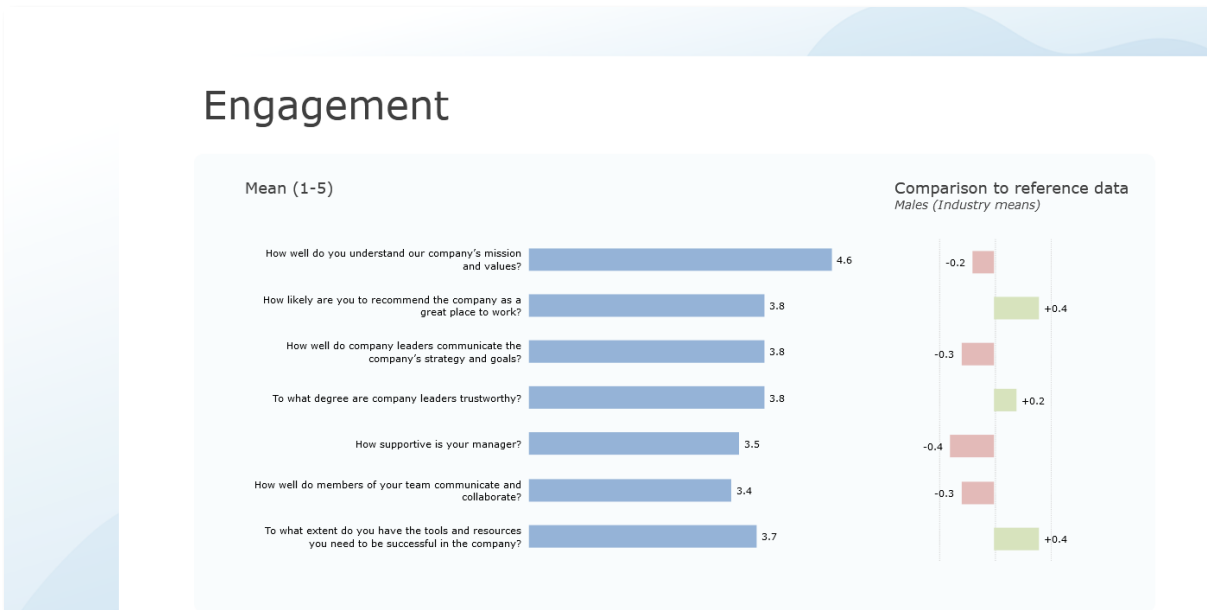 Engagement
Mean (1-5)
Comparison to reference data
Males (Industry means)
How well do you understand our company’s mission
and values?
4.6
-0.2
How likely are you to recommend the company as a
great place to work?
3.8
+0.4
How well do company leaders communicate the
company’s strategy and goals?
3.8
-0.3
To what degree are company leaders trustworthy?
3.8
+0.2
How supportive is your manager?
3.5
-0.4
How well do members of your team communicate and
collaborate?
3.4
-0.3
To what extent do you have the tools and resources
you need to be successful in the company?
3.7
+0.4